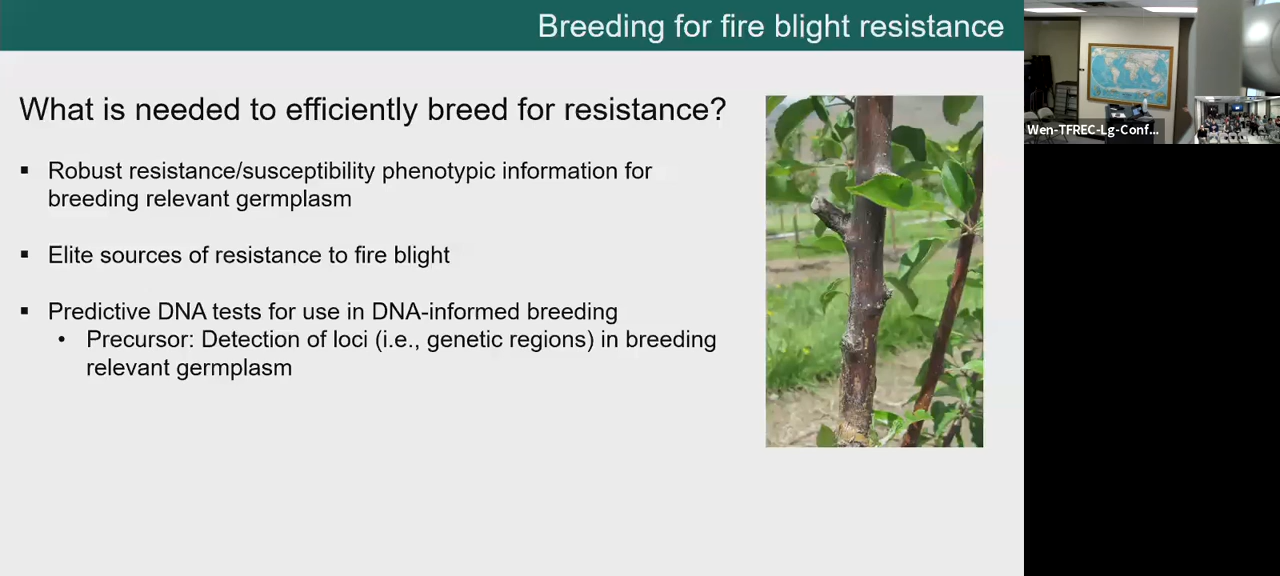 Breeding for fire blight resistance
What is needed to efficiently breed for resistance?
▪ Robust resistance/susceptibility phenotypic information for
breeding relevant germplasm
▪ Elite sources of resistance to fire blight
▪ Predictive DNA tests for use in DNA-informed breeding
• Precursor: Detection of loci (i.e., genetic regions) in breeding
relevant germplasm
Wen-TFREC-Lg-Conf...